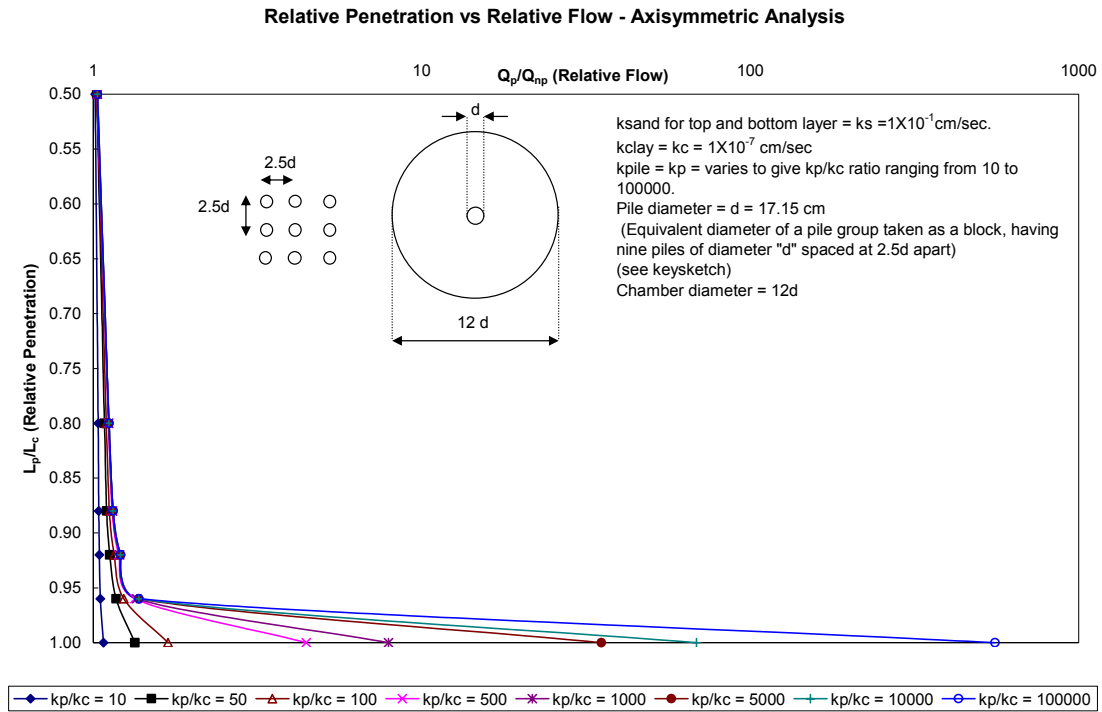 Relative Penetration vs Relative Flow - Axisymmetric Analysis
1 10 100 1000
Qp/Qnp (Relative Flow)
0.50
0.55
0.60
0.65
0.70
0.75
0.80
0.85
0.90
0.95
1.00
Lp/Lc (Relative Penetration)
d
2.5d
2.5d
12 d
ksand for top and bottom layer = ks =1X10⁻¹cm/sec.
kclay = kc = 1X10⁻⁷ cm/sec
kpile = kp = varies to give kp/kc ratio ranging from 10 to
100000.
Pile diameter = d = 17.15 cm
(Equivalent diameter of a pile group taken as a block, having
nine piles of diameter "d" spaced at 2.5d apart)
(see keysketch)
Chamber diameter = 12d
kp/kc = 10 kp/kc = 50 kp/kc = 100 kp/kc = 500 kp/kc = 1000 kp/kc = 5000 kp/kc = 10000 kp/kc = 100000